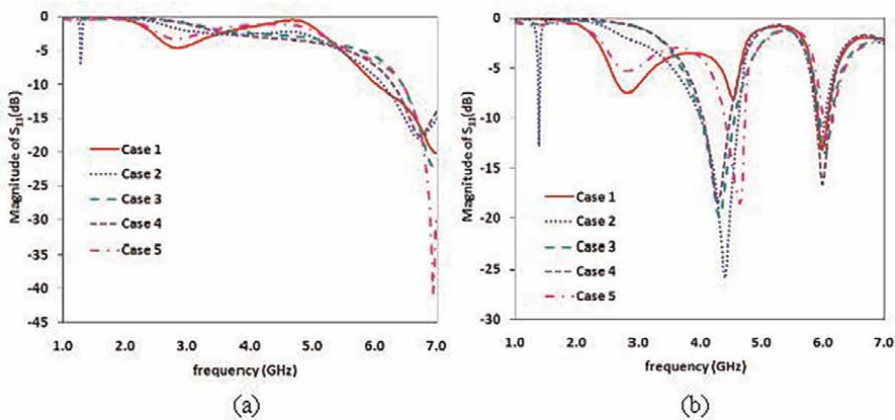 0
-5
-10
-15
-20
-25
-30
-35
-40
-45
Magnitude of S11(dB)
Case 1
Case 2
Case 3
Case 4
Case 5
1.0 2.0 3.0 4.0 5.0 6.0 7.0
frequency (GHz)
(a)
0
-5
-10
-15
-20
-25
-30
Magnitude of S11(dB)
Case 1
Case 2
Case 3
Case 4
Case 5
1.0 2.0 3.0 4.0 5.0 6.0 7.0
frequency(GHz)
(b)